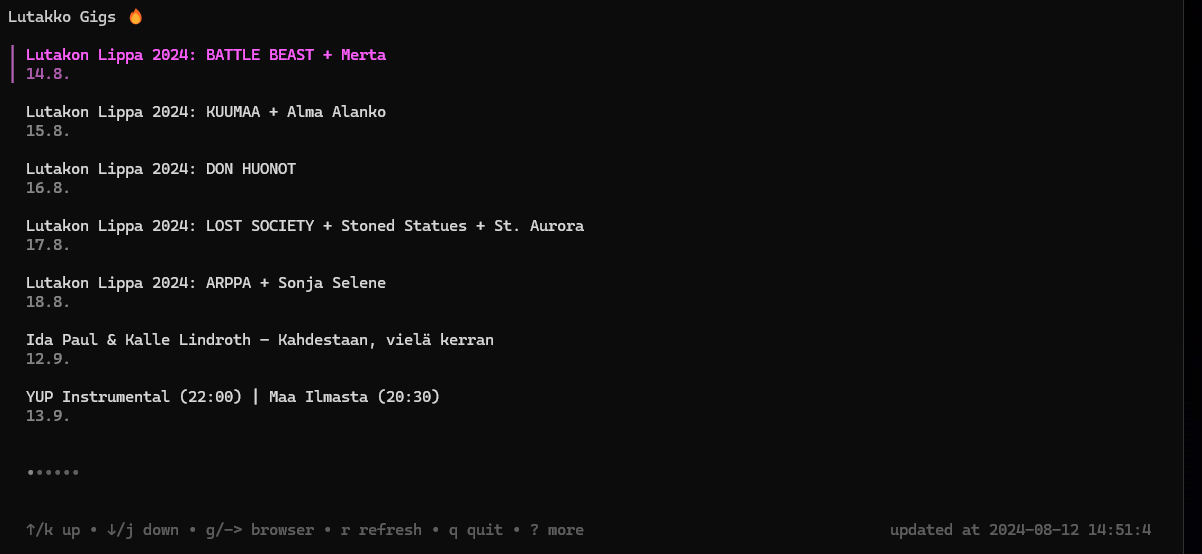 Lutakko Gigs 🔥
Lutakon Lippa 2024: BATTLE BEAST + Merta
14.8.
Lutakon Lippa 2024: KUUMAA + Alma Alanko
15.8.
Lutakon Lippa 2024: DON HUONOT
16.8.
Lutakon Lippa 2024: LOST SOCIETY + Stoned Statues + St. Aurora
17.8.
Lutakon Lippa 2024: ARPPA + Sonja Selene
18.8.
Ida Paul & Kalle Lindroth – Kahdestaan, vielä kerran
12.9.
YUP Instrumental (22:00) | Maa Ilmasta (20:30)
13.9.
••••••
↑/k up • ↓/j down • g/-> browser • r refresh • q quit • ? more updated at 2024-08-12 14:51:4